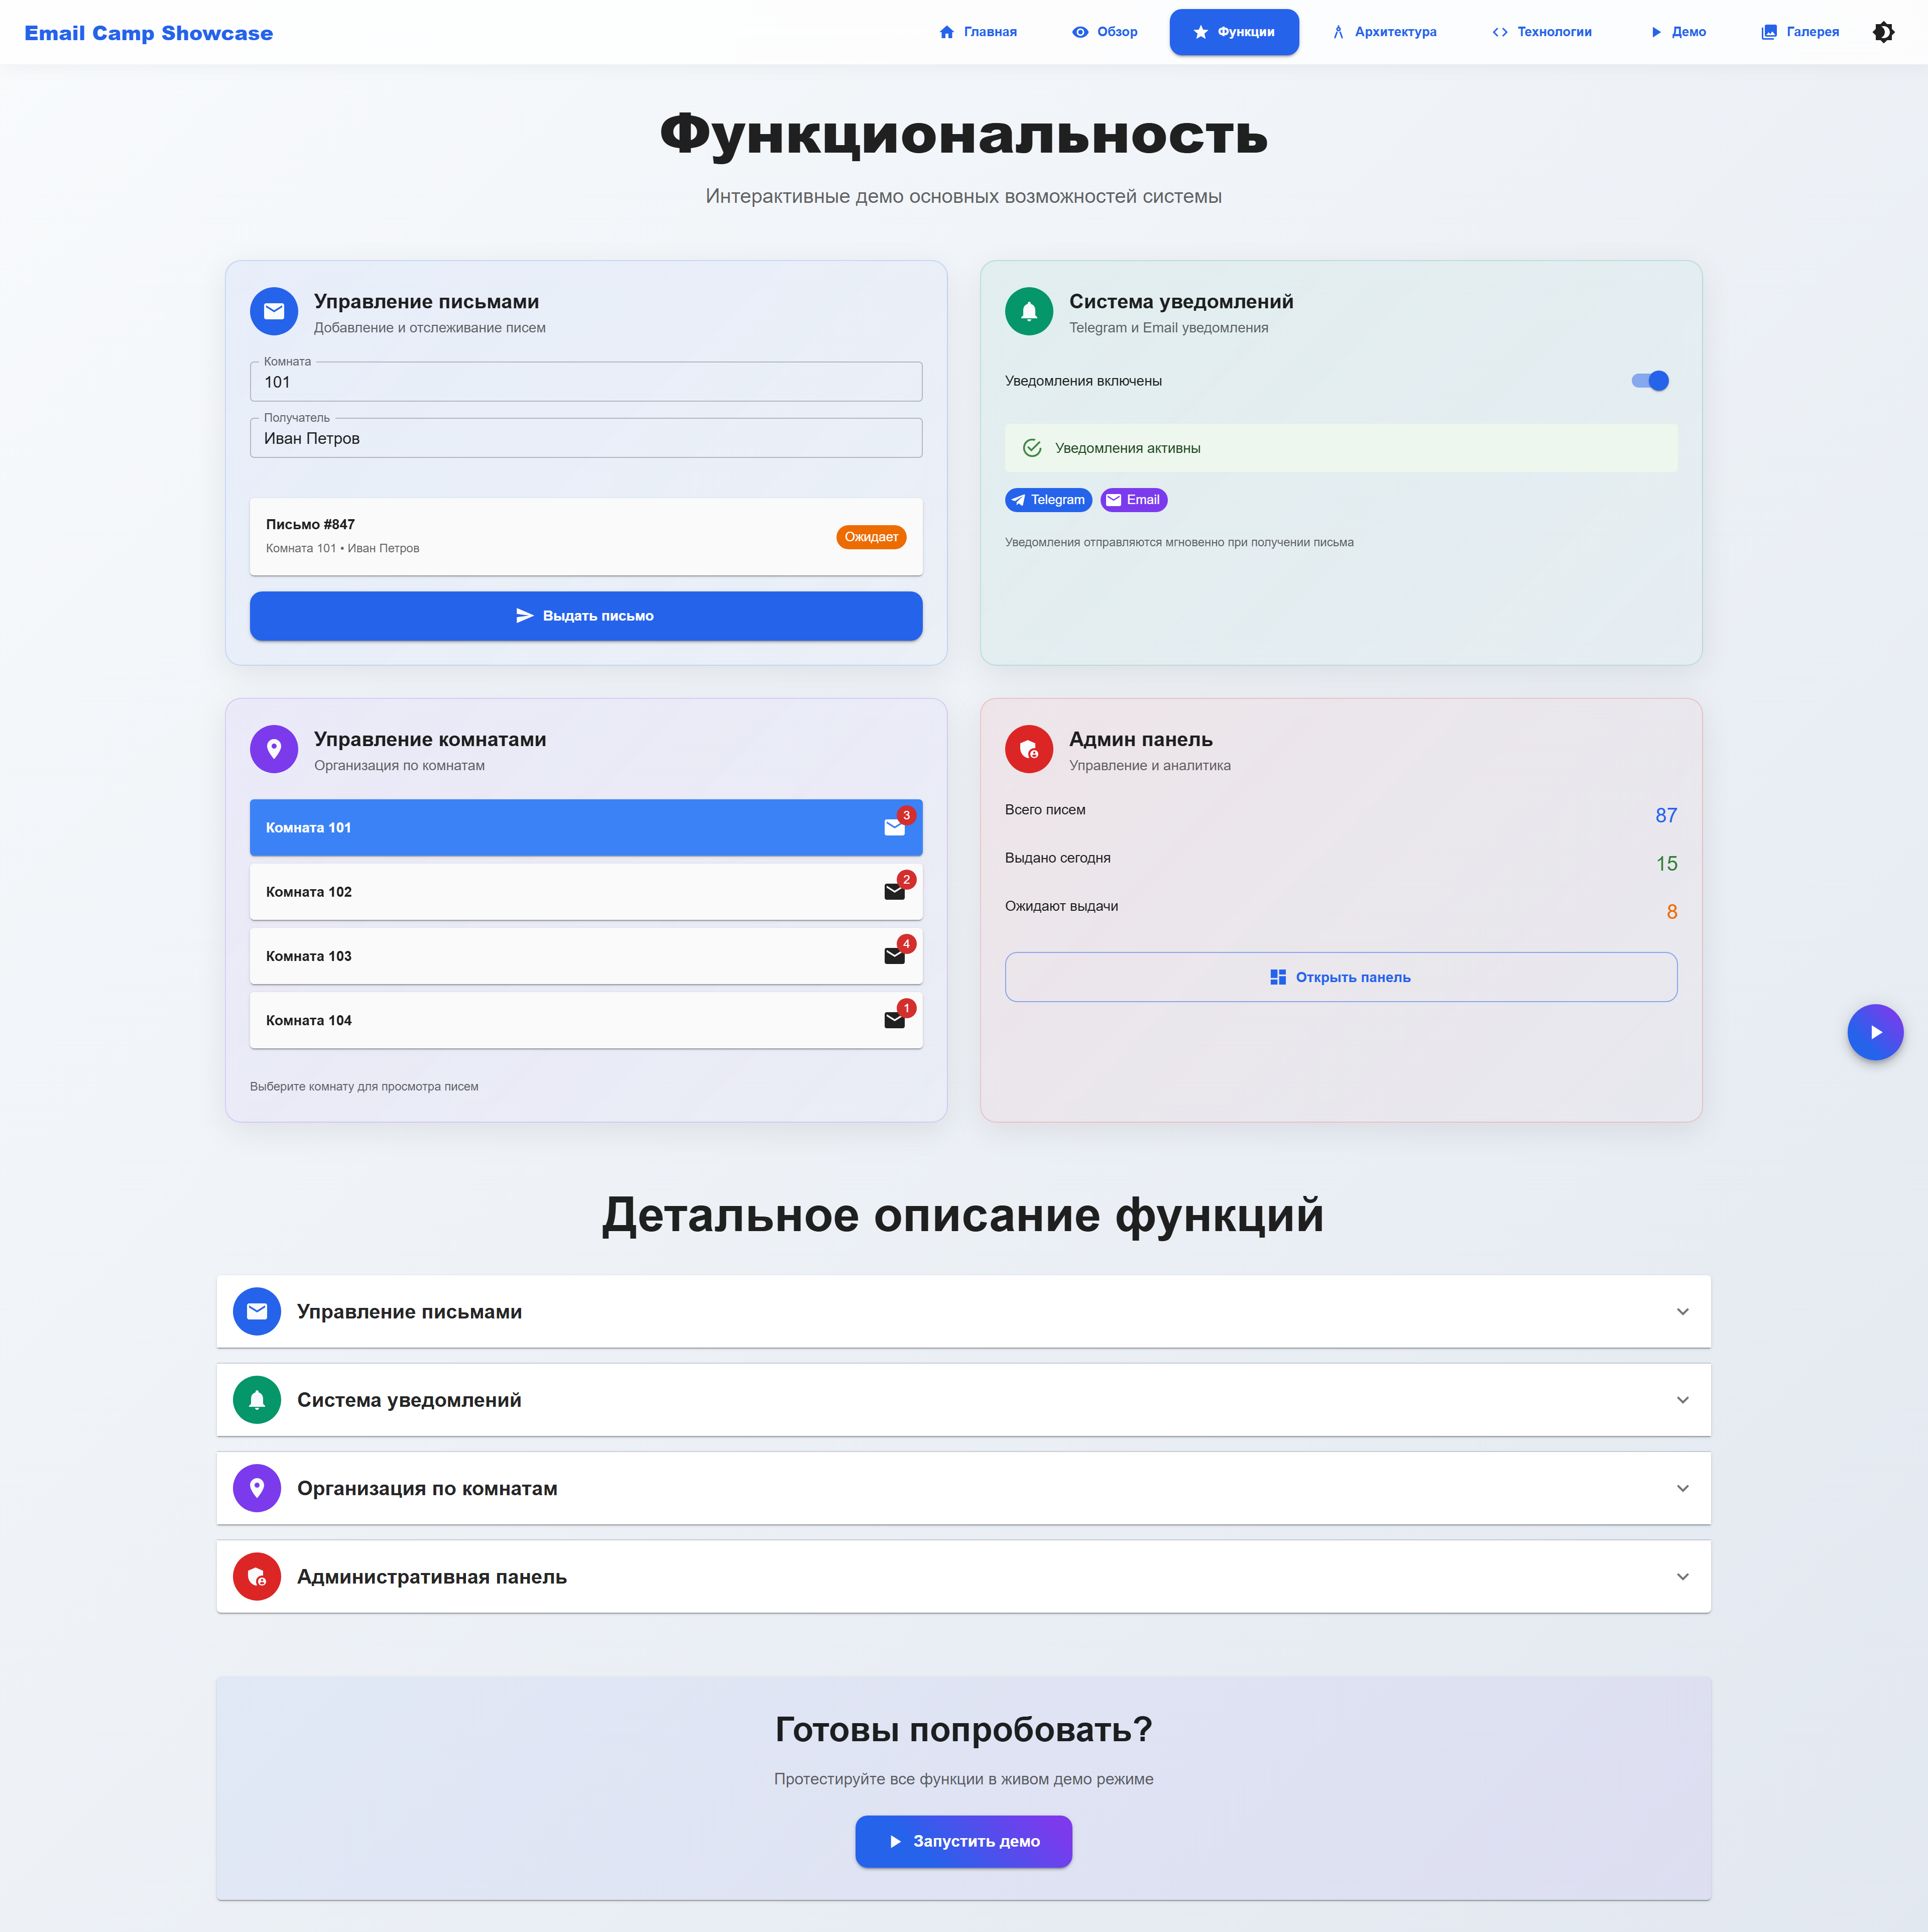 Email Camp Showcase
Главная
Обзор
Функции
Архитектура
Технологии
Демо
Галерея
Функциональность
Интерактивные демо основных возможностей системы
Управление письмами
Добавление и отслеживание писем
Комната
101
Получатель
Иван Петров
Письмо #847
Комната 101 • Иван Петров
Ожидает
Выдать письмо
Система уведомлений
Telegram и Email уведомления
Уведомления включены
Уведомления активны
Telegram
Email
Уведомления отправляются мгновенно при получении письма
Управление комнатами
Организация по комнатам
Комната 101
3
Комната 102
2
Комната 103
4
Комната 104
1
Выберите комнату для просмотра писем
Админ панель
Управление и аналитика
Всего писем
87
Выдано сегодня
15
Ожидают выдачи
8
Открыть панель
Детальное описание функций
Управление письмами
Система уведомлений
Организация по комнатам
Административная панель
Готовы попробовать?
Протестируйте все функции в живом демо режиме
Запустить демо